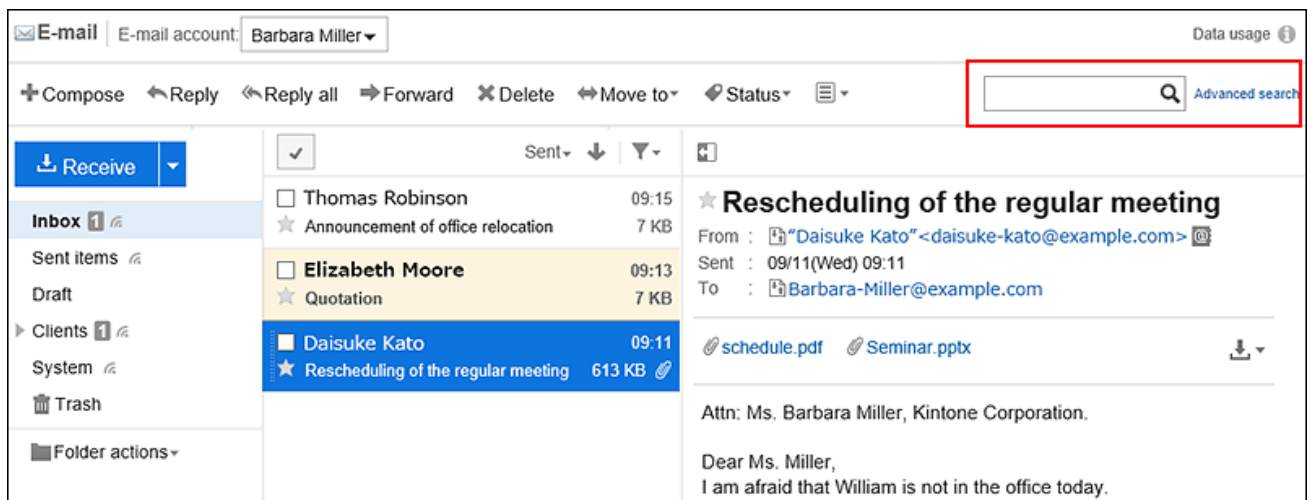 E-mail E-mail account: Barbara Miller Data usage
Compose Reply Reply all Forward Delete Move to Status Advanced search
Receive
Inbox 1
Sent items
Draft
Clients 1
System
Trash
Folder actions
Sent
Thomas Robinson 09:15
Announcement of office relocation 7 KB
Elizabeth Moore 09:13
Quotation 7 KB
Daisuke Kato 09:11
Rescheduling of the regular meeting 613 KB
Rescheduling of the regular meeting
From : “Daisuke Kato”<daisuke-kato@example.com>
Sent : 09/11(Wed) 09:11
To : Barbara-Miller@example.com
schedule.pdf Seminar.pptx
Attn: Ms. Barbara Miller, Kintone Corporation.
Dear Ms. Miller,
I am afraid that William is not in the office today.